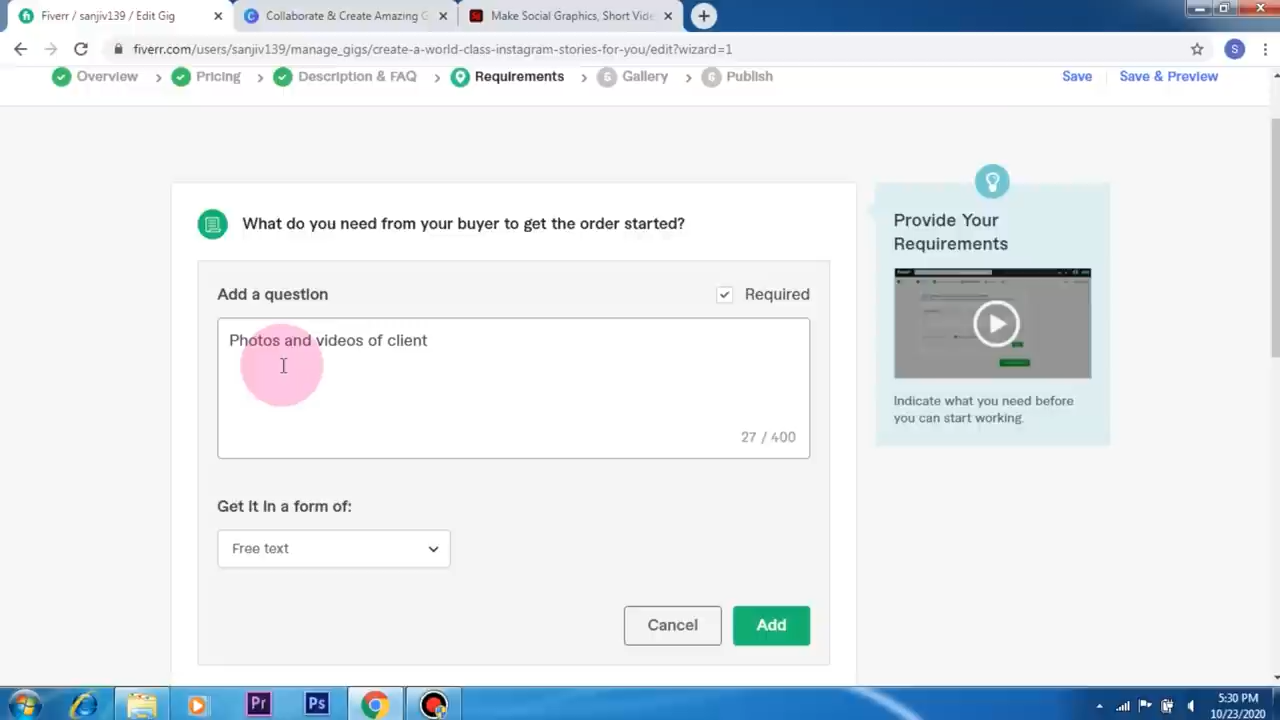 Fiverr / sanjiv139 / Edit Gig
Collaborate & Create Amazing G
Make Social Graphics, Short Vide
fiverr.com/users/sanjiv139/manage_gigs/create-a-world-class-instagram-stories-for-you/edit?wizard=1
S
Overview
Pricing
Description & FAQ
Requirements
5
Gallery
6
Publish
Save
Save & Preview
What do you need from your buyer to get the order started?
Add a question
Required
Photos and videos of client
27 / 400
Get it in a form of:
Free text
Cancel
Add
Provide Your
Requirements
Indicate what you need before
you can start working.
Pr
Ps
5:30 PM
10/23/2020